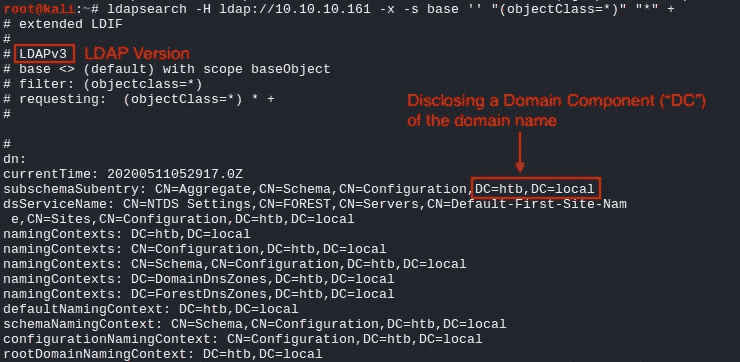 root@kali:~# ldapsearch -H ldap://10.10.10.161 -x -s base '' "(objectClass=*)" "*" +
# extended LDIF
#
# LDAPv3 LDAP Version
# base <> (default) with scope baseObject
# filter: (objectclass=*)
# requesting:  (objectClass=*) * +
#
Disclosing a Domain Component ("DC")
of the domain name
#
dn:
currentTime: 20200511052917.0Z
subschemaSubentry: CN=Aggregate,CN=Schema,CN=Configuration,DC=htb,DC=local
dsServiceName: CN=NTDS Settings,CN=FOREST,CN=Servers,CN=Default-First-Site-Nam
 e,CN=Sites,CN=Configuration,DC=htb,DC=local
namingContexts: DC=htb,DC=local
namingContexts: CN=Configuration,DC=htb,DC=local
namingContexts: CN=Schema,CN=Configuration,DC=htb,DC=local
namingContexts: DC=DomainDnsZones,DC=htb,DC=local
namingContexts: DC=ForestDnsZones,DC=htb,DC=local
defaultNamingContext: DC=htb,DC=local
schemaNamingContext: CN=Schema,CN=Configuration,DC=htb,DC=local
configurationNamingContext: CN=Configuration,DC=htb,DC=local
rootDomainNamingContext: DC=htb,DC=local